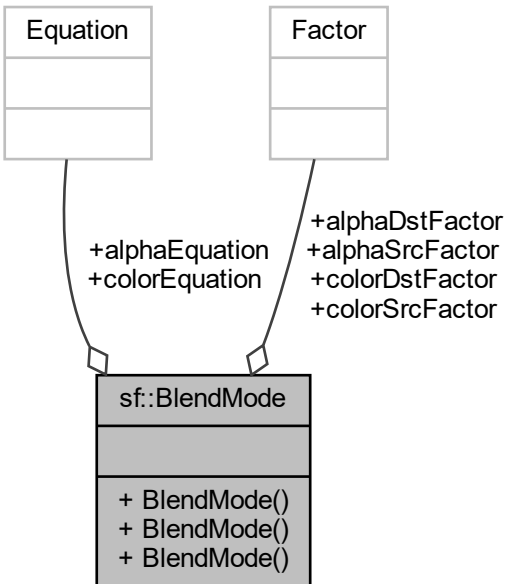 Equation
Factor
+alphaEquation
+colorEquation
+alphaDstFactor
+alphaSrcFactor
+colorDstFactor
+colorSrcFactor
sf::BlendMode
+ BlendMode()
+ BlendMode()
+ BlendMode()